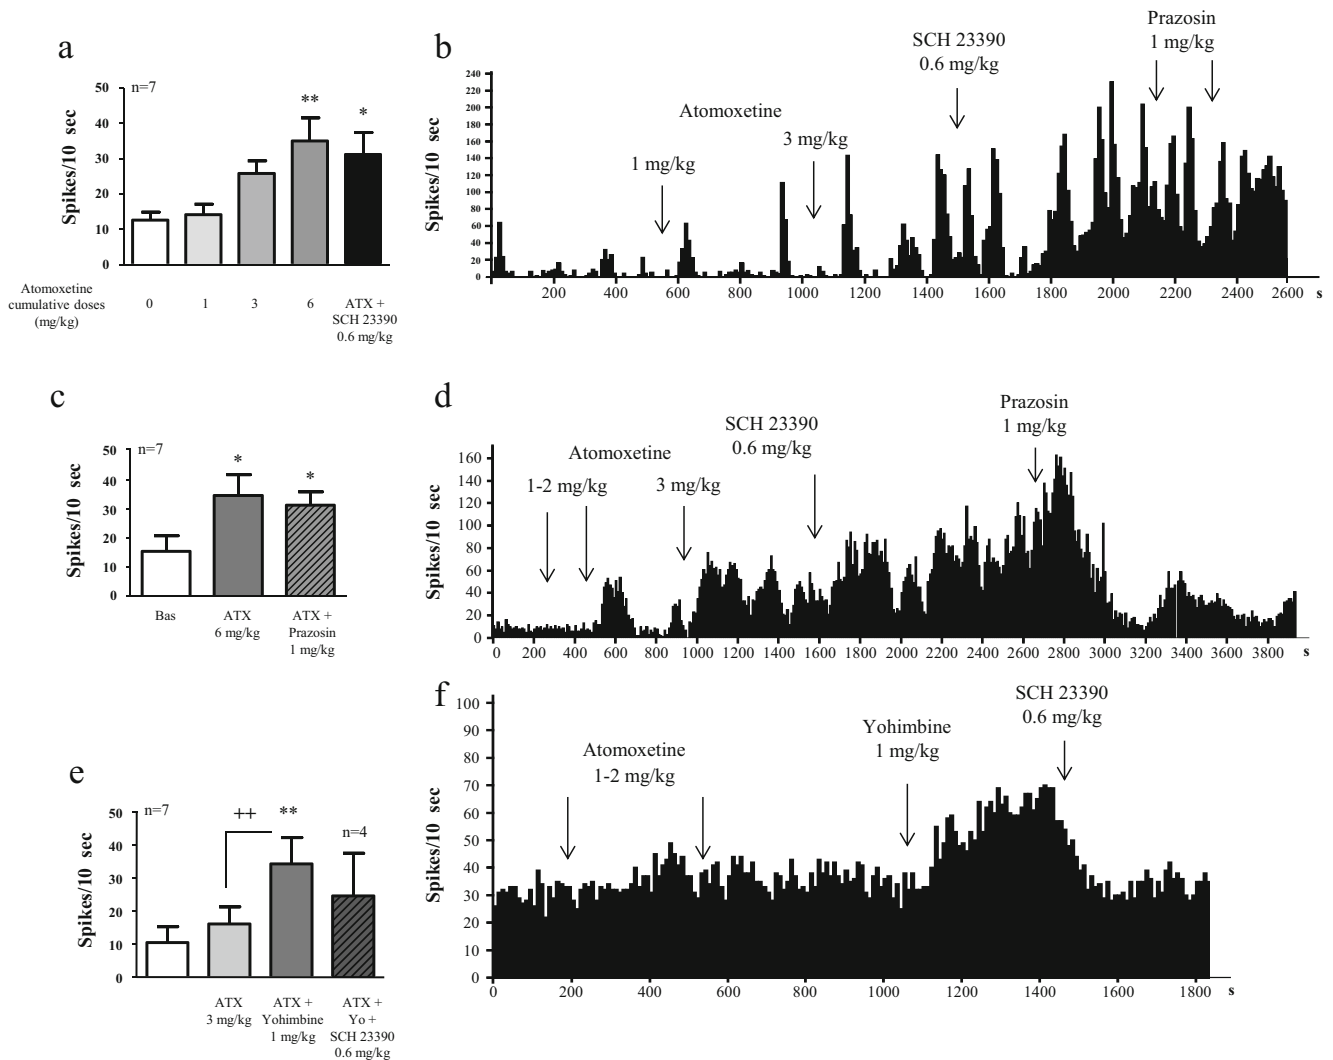 a
n=7
50
40
30
20
10
0
Spikes/10 sec
**
*
Atomoxetine
cumulative doses
(mg/kg)
0
1
3
6
ATX +
SCH 23390
0.6 mg/kg
b
Prazosin
1 mg/kg
SCH 23390
0.6 mg/kg
Atomoxetine
3 mg/kg
1 mg/kg
Spikes/10 sec
240
220
200
180
160
140
120
100
80
60
40
20
0
200 400 600 800 1000 1200 1400 1600 1800 2000 2200 2400 2600 s
c
n=7
50
40
30
20
10
0
Spikes/10 sec
*
*
Bas
ATX
6 mg/kg
ATX +
Prazosin
1 mg/kg
d
Prazosin
1 mg/kg
SCH 23390
0.6 mg/kg
Atomoxetine
1-2 mg/kg
3 mg/kg
Spikes/10 sec
160
140
120
100
80
60
40
20
0
0 200 400 600 800 1000 1200 1400 1600 1800 2000 2200 2400 2600 2800 3000 3200 3400 3600 3800 s
e
n=7
50
40
30
20
10
0
Spikes/10 sec
++
**
n=4
ATX
3 mg/kg
ATX +
Yohimbine
1 mg/kg
ATX +
Yo +
SCH 23390
0.6 mg/kg
f
SCH 23390
0.6 mg/kg
Yohimbine
1 mg/kg
Atomoxetine
1-2 mg/kg
Spikes/10 sec
100
90
80
70
60
50
40
30
20
10
0
0 200 400 600 800 1000 1200 1400 1600 1800 s